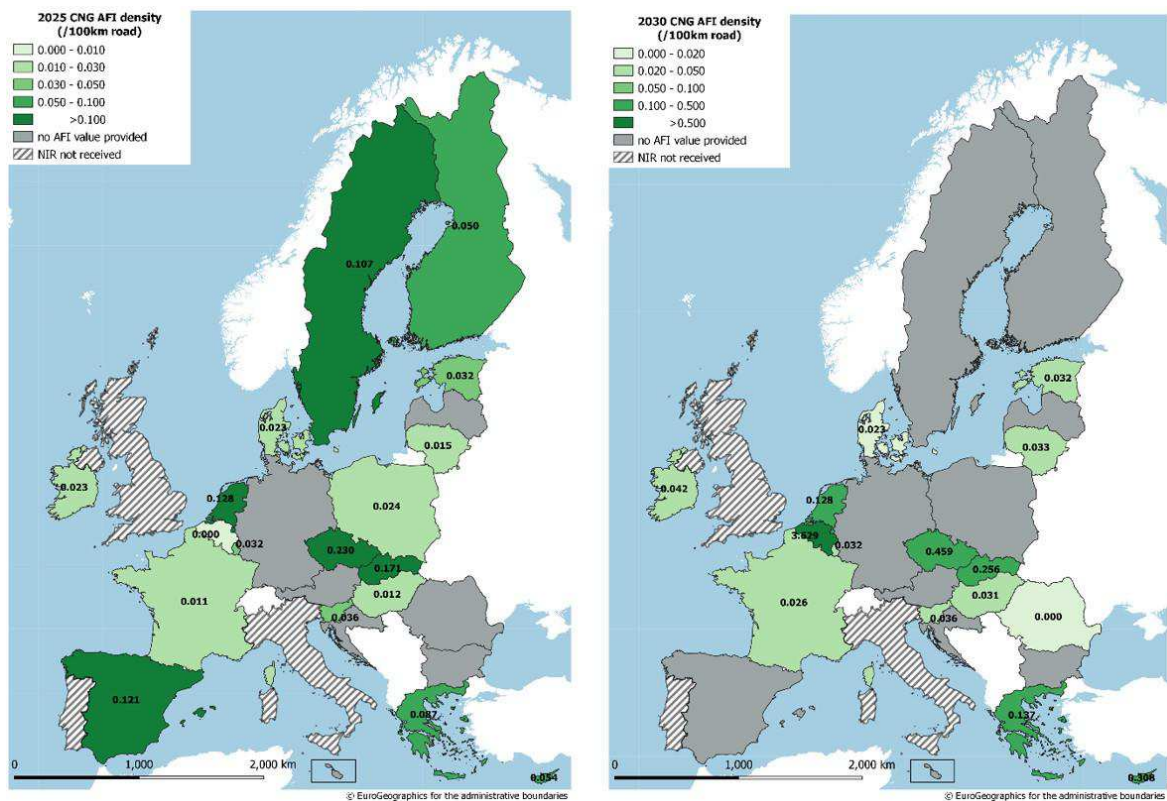 2025 CNG AFI density
(/100km road)
0.000 - 0.010
0.010 - 0.030
0.030 - 0.050
0.050 - 0.100
>0.100
no AFI value provided
NIR not received
0.050
0.107
0.032
0.023
0.015
0.023
0.128
0.024
0.000
0.032
0.230
0.171
0.012
0.011
0.036
0.121
0.087
0.054
0
1,000
2,000 km
© EuroGeographics for the administrative boundaries
2030 CNG AFI density
(/100km road)
0.000 - 0.020
0.020 - 0.050
0.050 - 0.100
0.100 - 0.500
>0.500
no AFI value provided
NIR not received
0.032
0.023
0.033
0.042
0.128
3.629
0.032
0.459
0.256
0.031
0.026
0.036
0.000
0.137
0.308
0
1,000
2,000 km
© EuroGeographics for the administrative boundaries